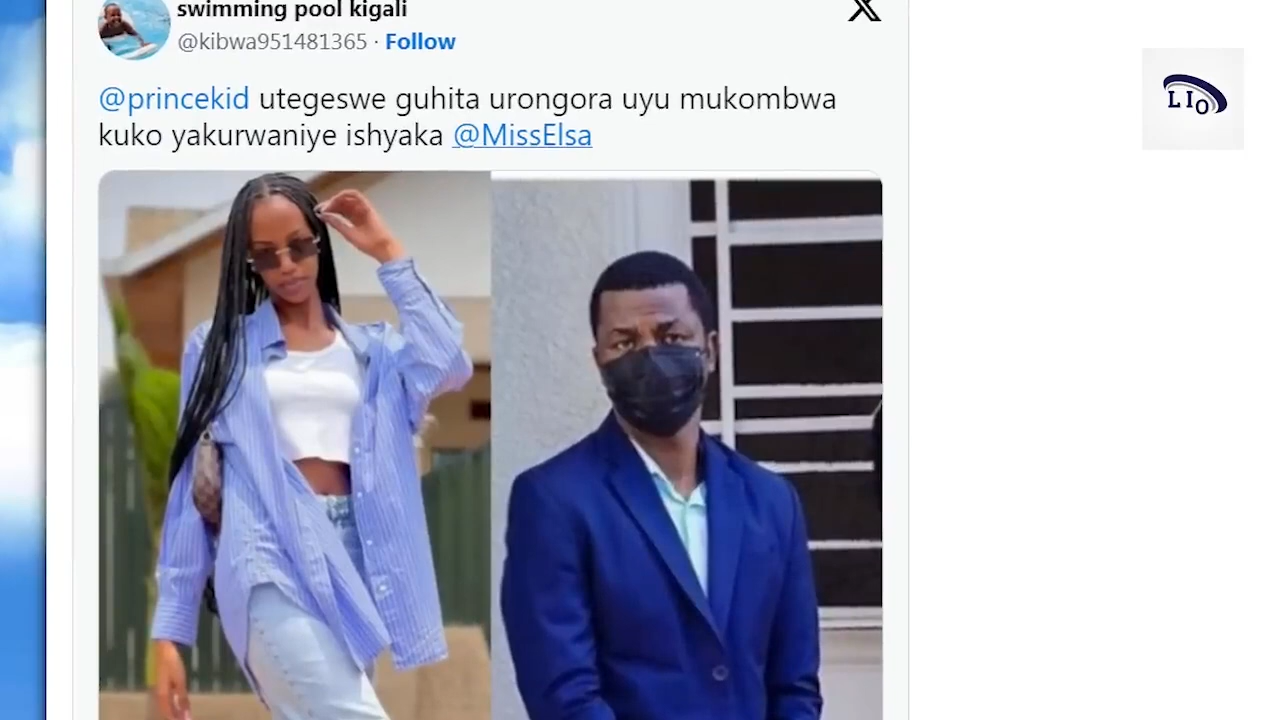 swimming pool kigali
@kibwa951481365 · Follow
@princekid utegeswe guhita urongora uyu mukombwa
kuko yakurwaniye ishyaka @MissElsa
LIO